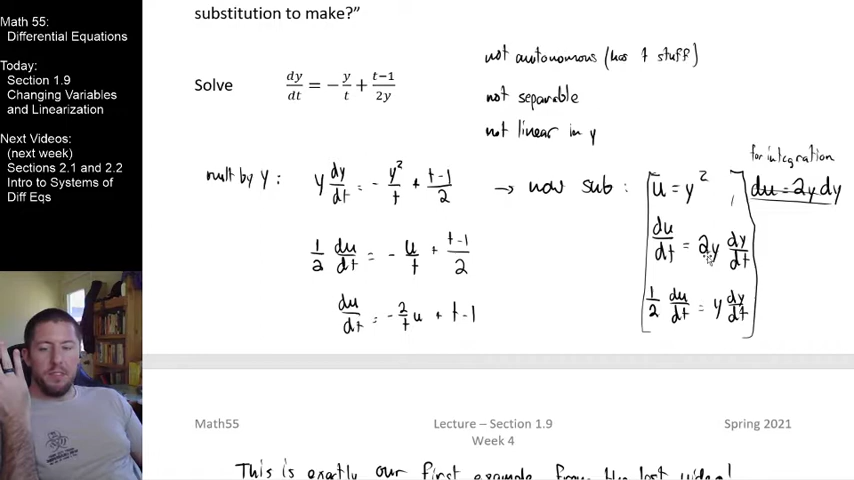 Math 55:
Differential Equations
Today:
Section 1.9
Changing Variables
and Linearization
Next Videos:
(next week)
Sections 2.1 and 2.2
Intro to Systems of
Diff Eqs
substitution to make?”
Solve dy/dt = −y/t + (t−1)/2y
not autonomous (has t stuff)
not separable
not linear in y
mult by y: y dy/dt = - y²/t + (t-1)/2 → now sub: u = y²
for integration
du = 2y dy
du/dt = 2y dy/dt
1/2 du/dt = - u/t + (t-1)/2
1/2 du/dt = y dy/dt
du/dt = -2/t u + t-1
Math55
Lecture – Section 1.9
Week 4
Spring 2021
This is exactly our first example from the last video!